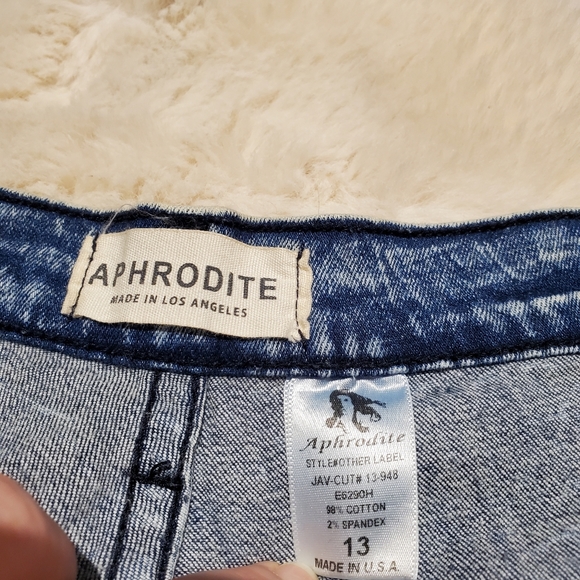 APHRODITE
MADE IN LOS ANGELES
Aphrodite
STYLE#OTHER LABEL
JAV-CUT# 13-948
E6290H
98% COTTON
2% SPANDEX
13
MADE IN U.S.A.